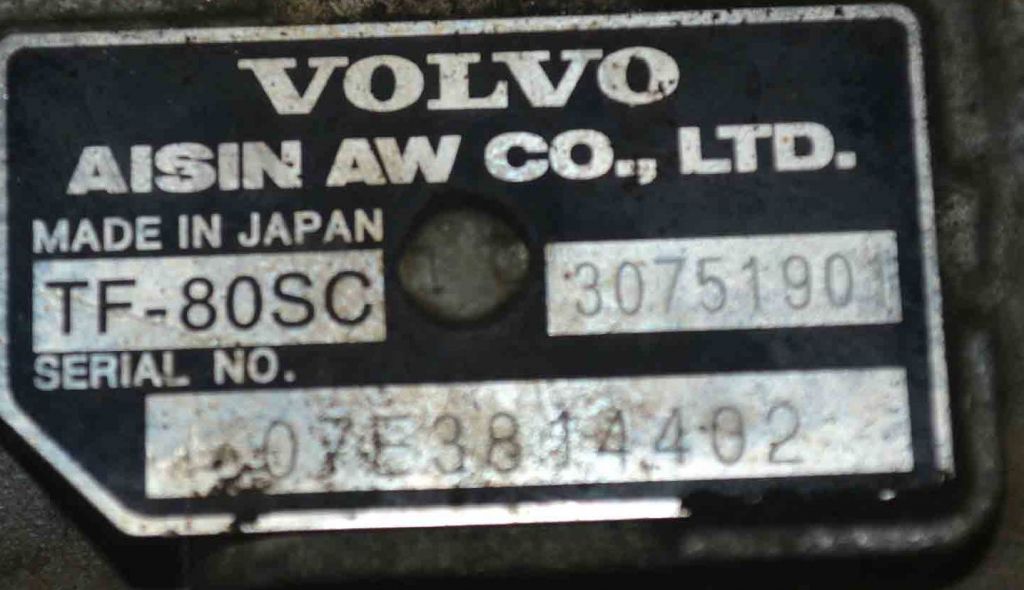 VOLVO
AISIN AW CO., LTD.
MADE IN JAPAN
TF-80SC 30751901
SERIAL NO.
07E3814402